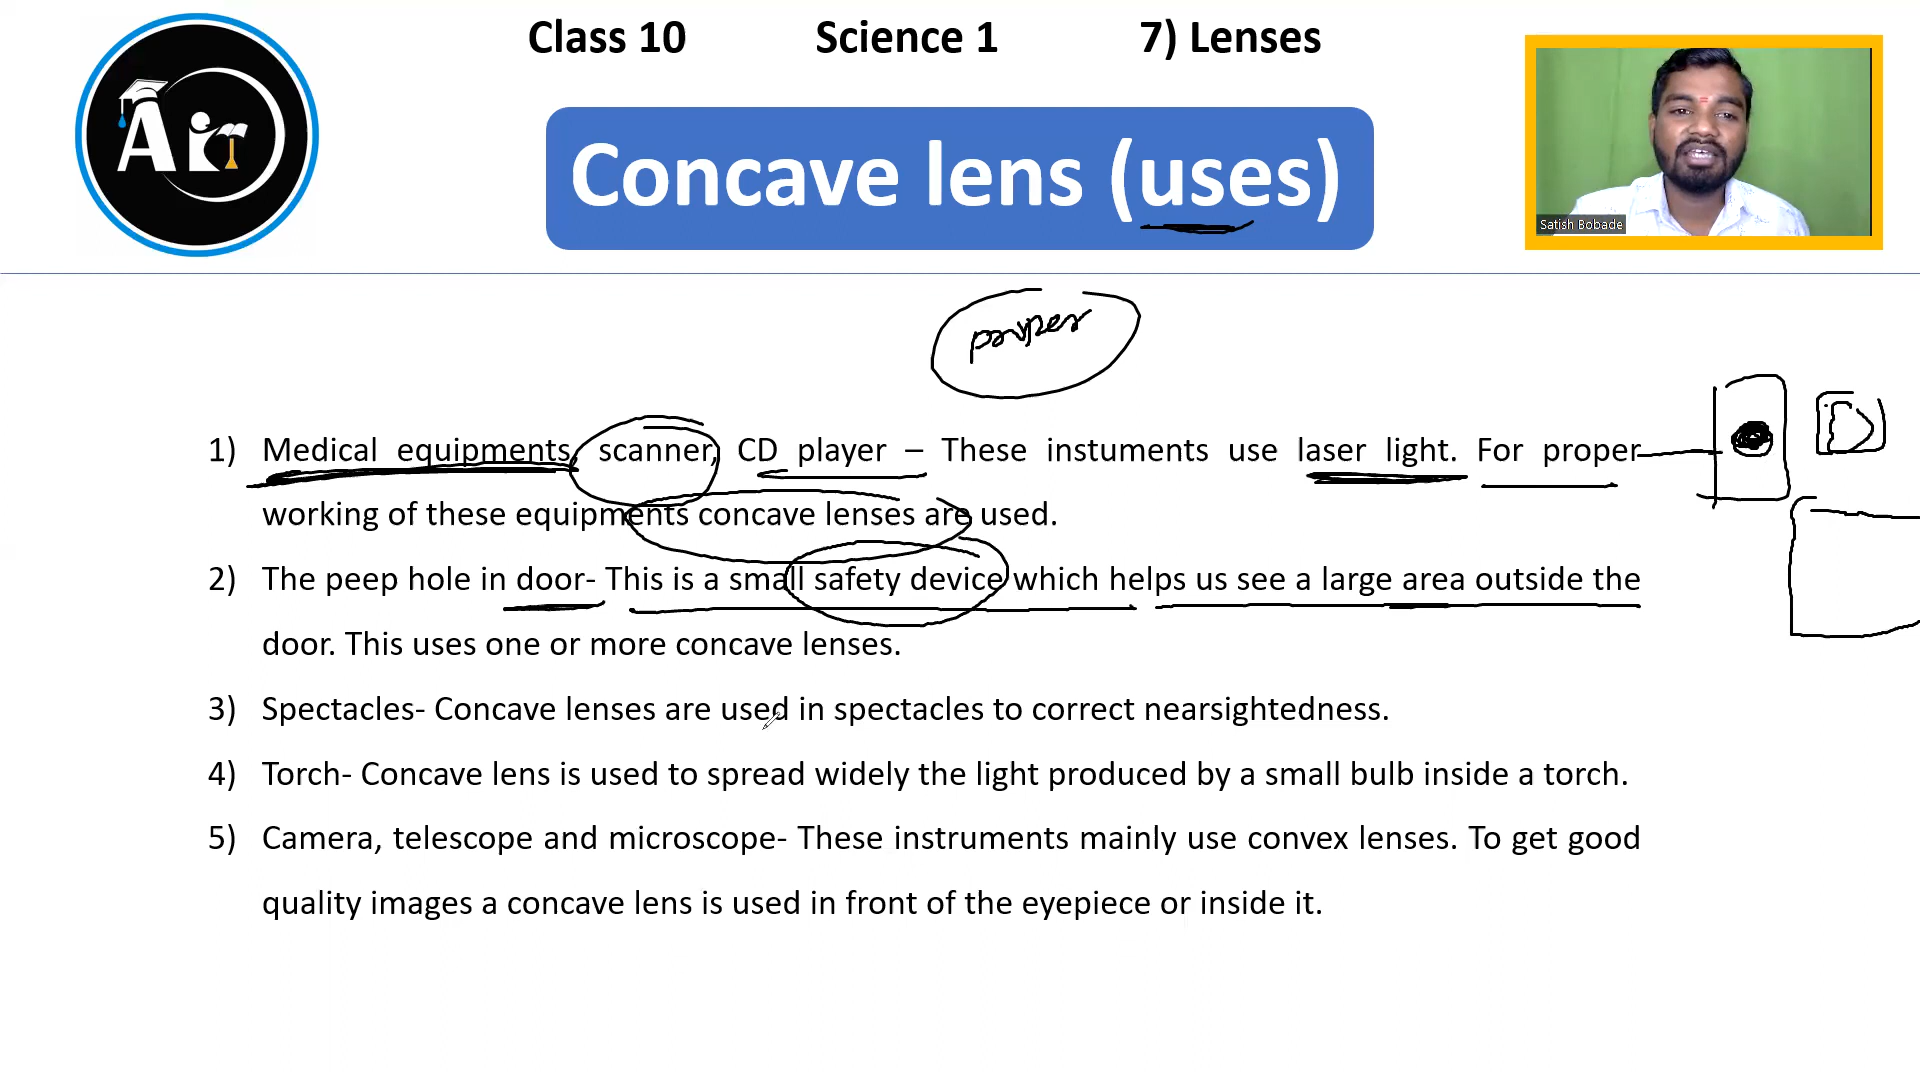 Class 10 Science 1 7) Lenses
Air
Concave lens (uses)
Satish Bobade
proper
1) Medical equipments, scanner, CD player – These instuments use laser light. For proper
working of these equipments concave lenses are used.
2) The peep hole in door- This is a small safety device which helps us see a large area outside the
door. This uses one or more concave lenses.
3) Spectacles- Concave lenses are used in spectacles to correct nearsightedness.
4) Torch- Concave lens is used to spread widely the light produced by a small bulb inside a torch.
5) Camera, telescope and microscope- These instruments mainly use convex lenses. To get good
quality images a concave lens is used in front of the eyepiece or inside it.